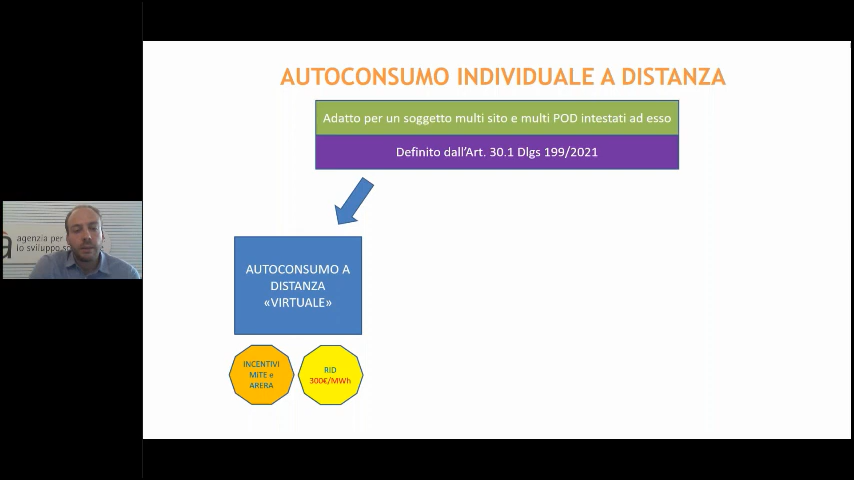 AUTOCONSUMO INDIVIDUALE A DISTANZA
Adatto per un soggetto multi sito e multi POD intestati ad esso
Definito dall'Art. 30.1 Dlgs 199/2021
AUTOCONSUMO A
DISTANZA
«VIRTUALE»
INCENTIVI
MITE e
ARERA
RID
300€/MWh
à
agenzia per
lo sviluppo